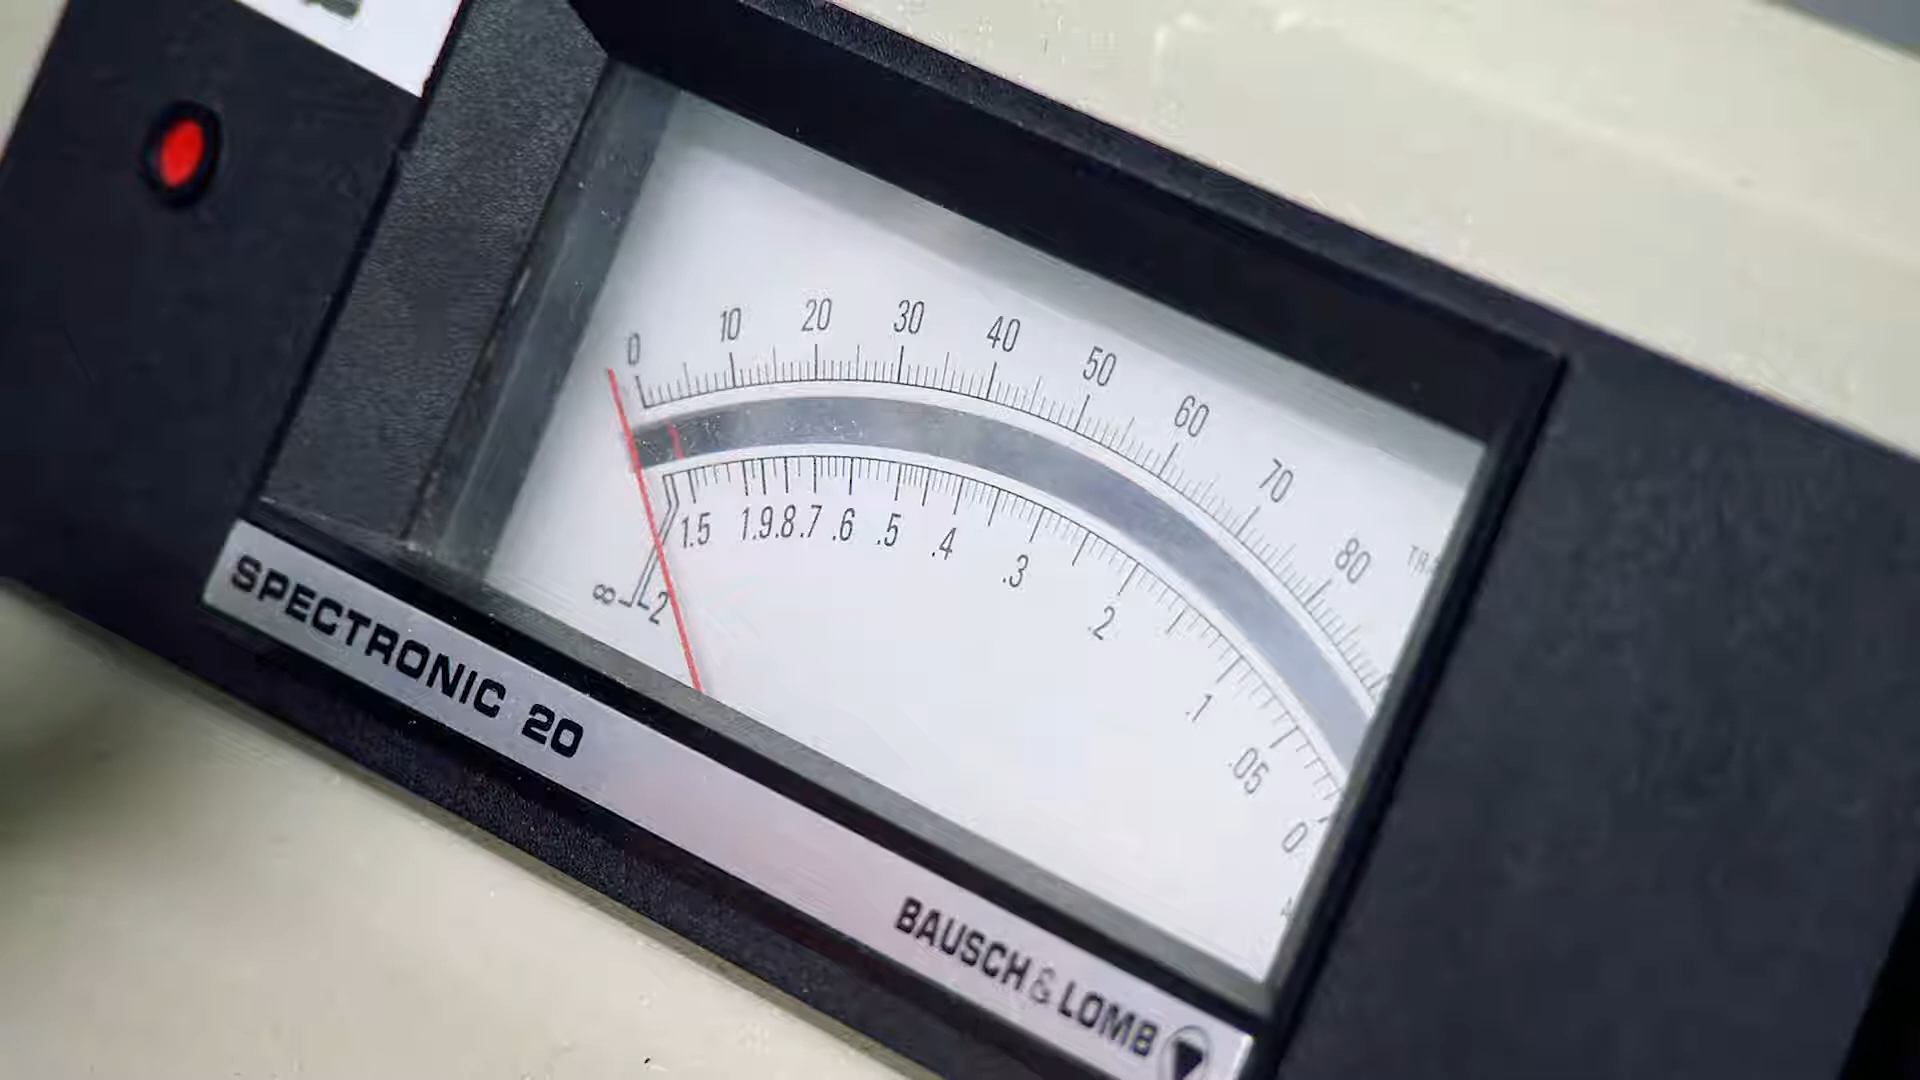 0 10 20 30 40 50 60 70 80
∞ 2 1.5 1 .9 .8 .7 .6 .5 .4 .3 .2 .1 .05 0
SPECTRONIC 20
BAUSCH & LOMB